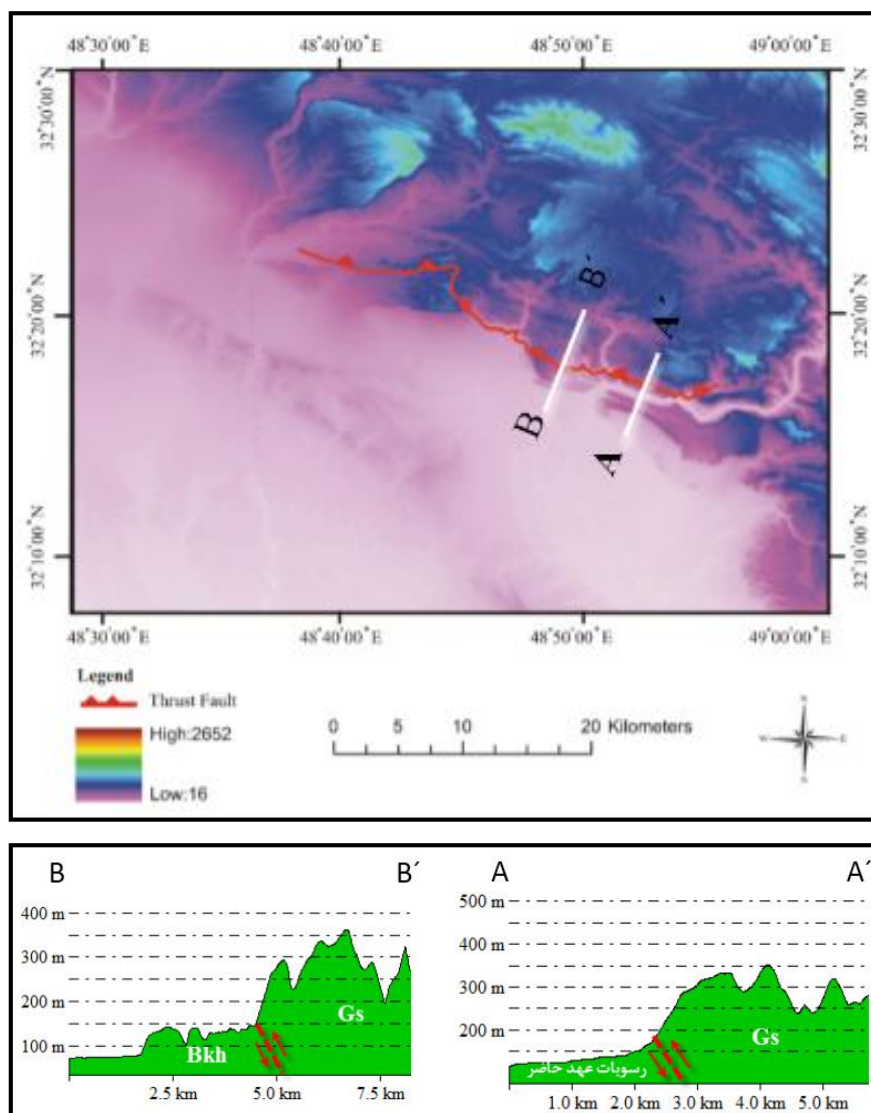 48°30'00" E 48°40'00" E 48°50'00" E 49°00'00" E
32°30'00" N 32°30'00" N
32°20'00" N 32°20'00" N
32°10'00" N 32°10'00" N
B´ A´
B A
48°30'00" E 48°40'00" E 48°50'00" E 49°00'00" E
Legend
Thrust Fault
High:2652
Low:16
0 5 10 20 Kilometers
N
W E
S
B B´
400 m
300 m
200 m
100 m
Gs
Bkh
2.5 km 5.0 km 7.5 km
A A´
500 m
400 m
300 m
200 m
Gs
رسوبات عهد حاضر
1.0 km 2.0 km 3.0 km 4.0 km 5.0 km